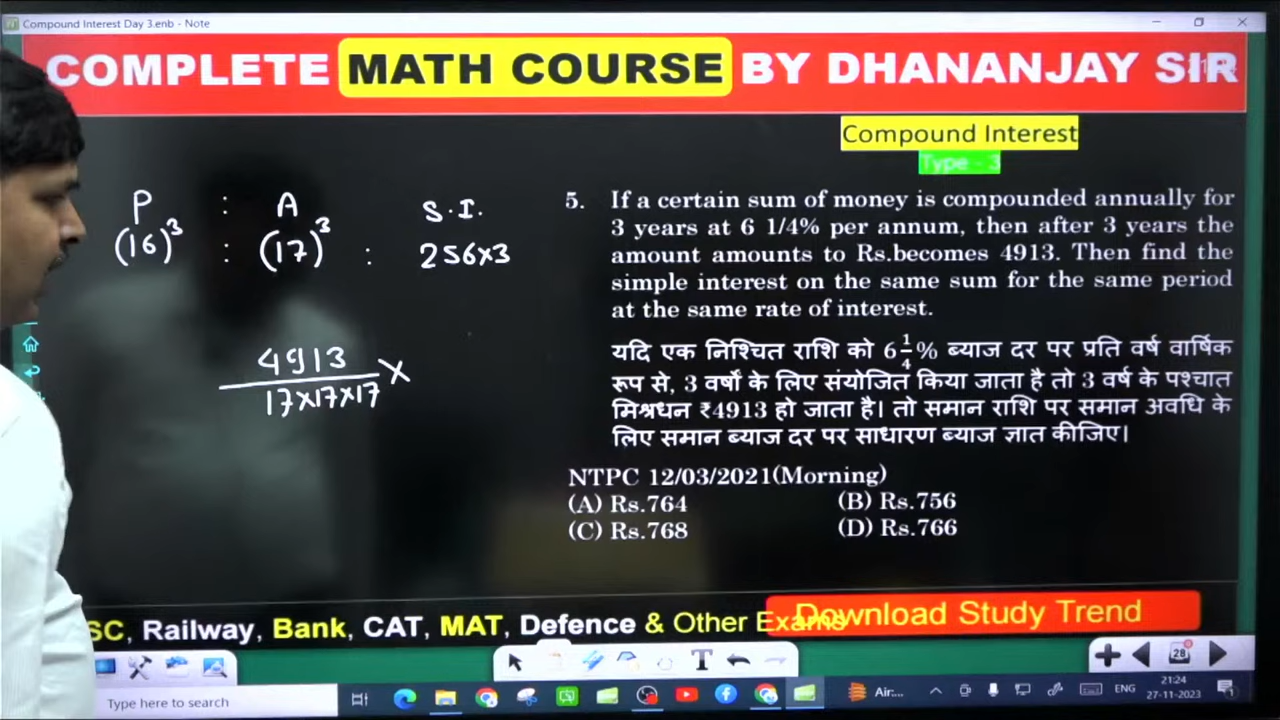 Compound Interest Day 3.enb - Note
COMPLETE MATH COURSE BY DHANANJAY SIR
Compound Interest
Type - 3
P : A S.I.
(16)³ : (17)³ : 256×3
4913 ×
17×17×17
5. If a certain sum of money is compounded annually for
3 years at 6 1/4% per annum, then after 3 years the
amount amounts to Rs.becomes 4913. Then find the
simple interest on the same sum for the same period
at the same rate of interest.
यदि एक निश्चित राशि को 6 1/4% ब्याज दर पर प्रति वर्ष वार्षिक
रूप से, 3 वर्षों के लिए संयोजित किया जाता है तो 3 वर्ष के पश्चात
मिश्रधन ₹4913 हो जाता है। तो समान राशि पर समान अवधि के
लिए समान ब्याज दर पर साधारण ब्याज ज्ञात कीजिए।
NTPC 12/03/2021(Morning)
(A) Rs.764 (B) Rs.756
(C) Rs.768 (D) Rs.766
SC, Railway, Bank, CAT, MAT, Defence & Other Exams
Download Study Trend
28
Type here to search
Air:...
ENG
21:24
27-11-2023